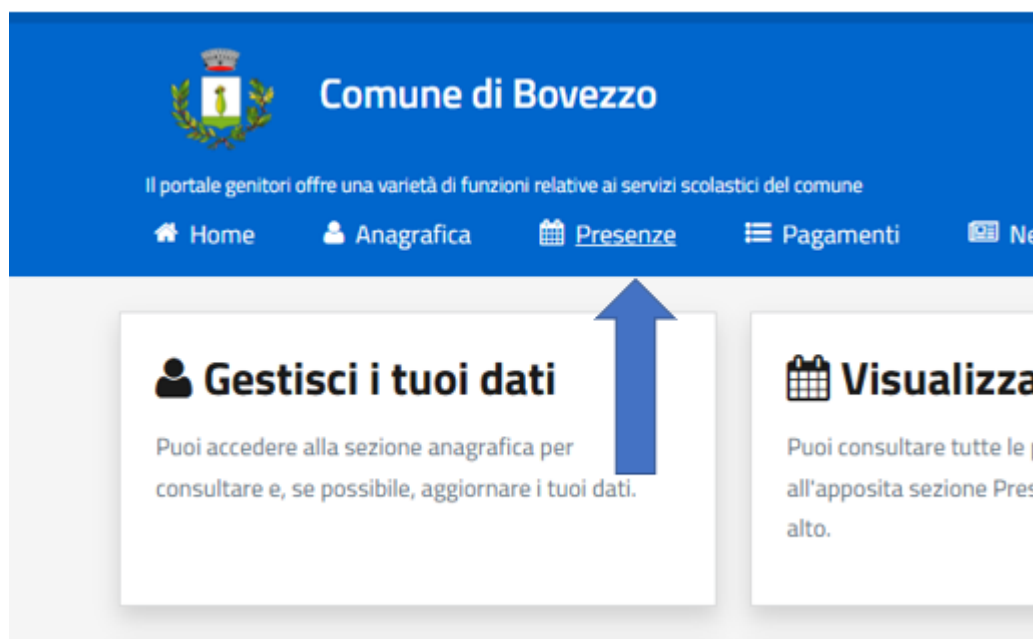 Comune di Bovezzo
Il portale genitori offre una varietà di funzioni relative ai servizi scolastici del comune
Home Anagrafica Presenze Pagamenti
Gestisci i tuoi dati
Puoi accedere alla sezione anagrafica per
consultare e, se possibile, aggiornare i tuoi dati.
Visualizza
Puoi consultare tutte le
all'apposita sezione
alto.